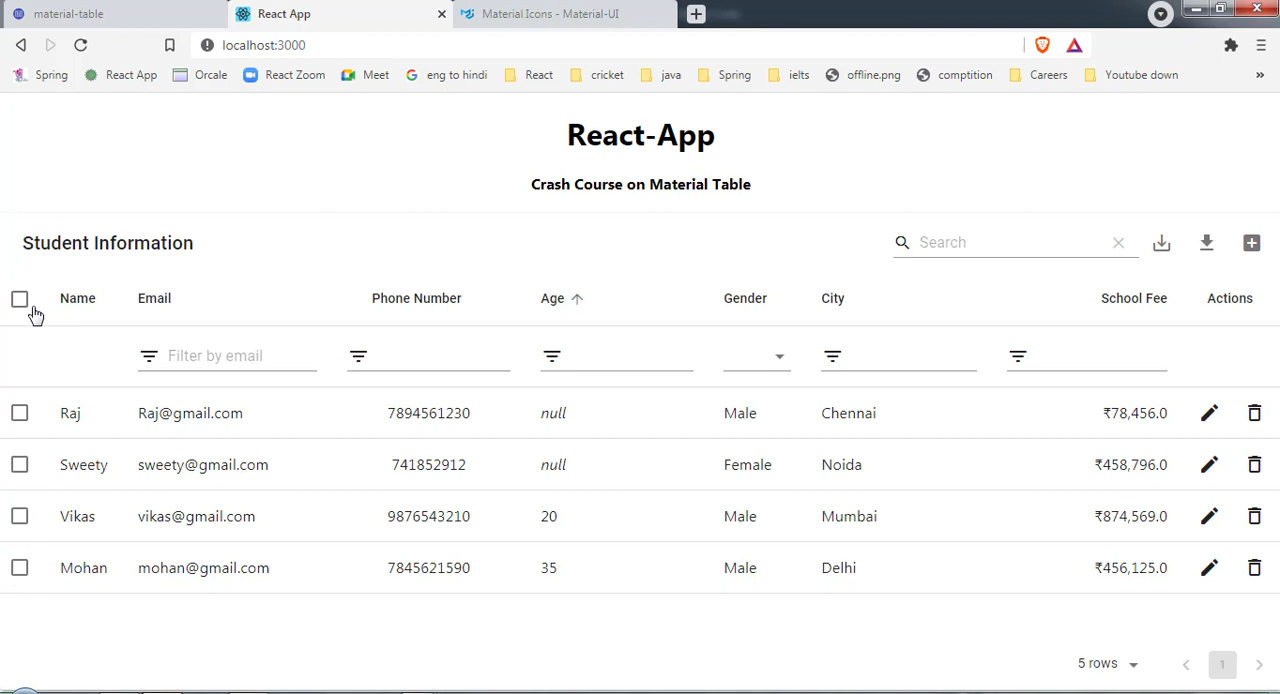 material-table
React App
Material Icons - Material-UI
localhost:3000
Spring
React App
Orcale
React Zoom
Meet
eng to hindi
React
cricket
java
Spring
ielts
offline.png
comptition
Careers
Youtube down
»
React-App
Crash Course on Material Table
Student Information
Search
Name Email Phone Number Age Gender City School Fee Actions
Filter by email
Raj Raj@gmail.com 7894561230 null Male Chennai ₹78,456.0
Sweety sweety@gmail.com 741852912 null Female Noida ₹458,796.0
Vikas vikas@gmail.com 9876543210 20 Male Mumbai ₹874,569.0
Mohan mohan@gmail.com 7845621590 35 Male Delhi ₹456,125.0
5 rows
1